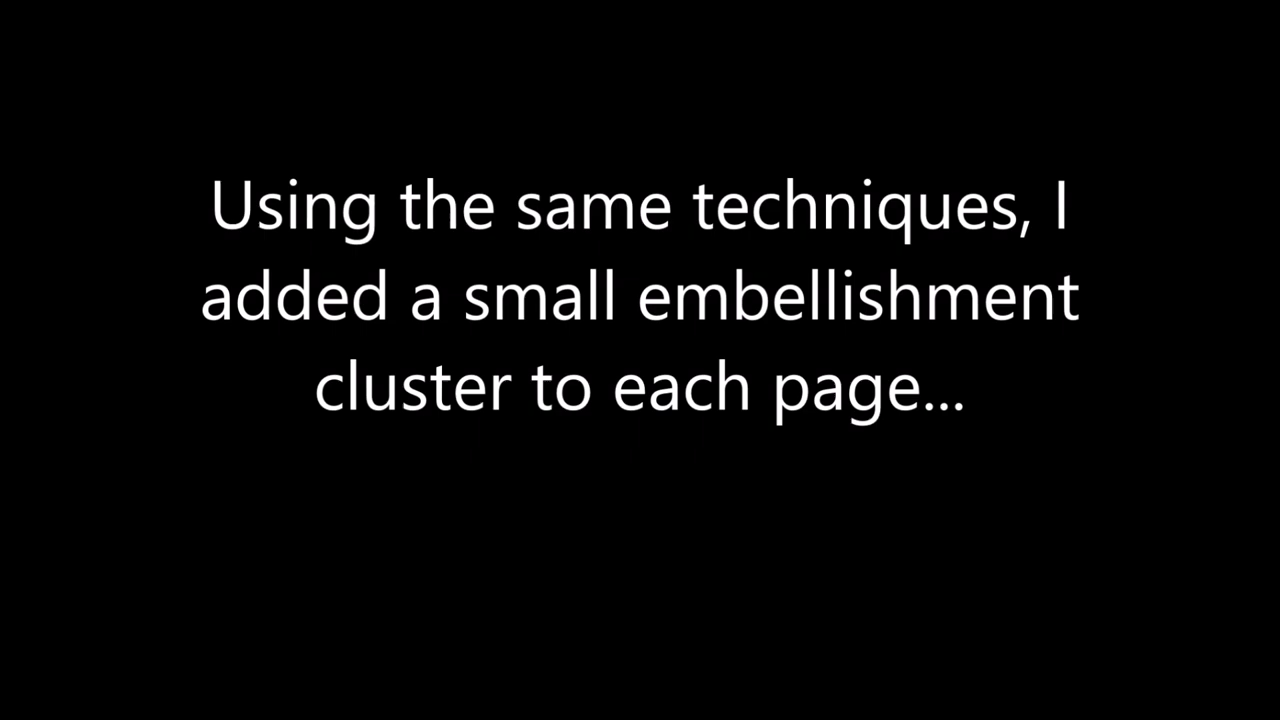 Using the same techniques, I
added a small embellishment
cluster to each page...